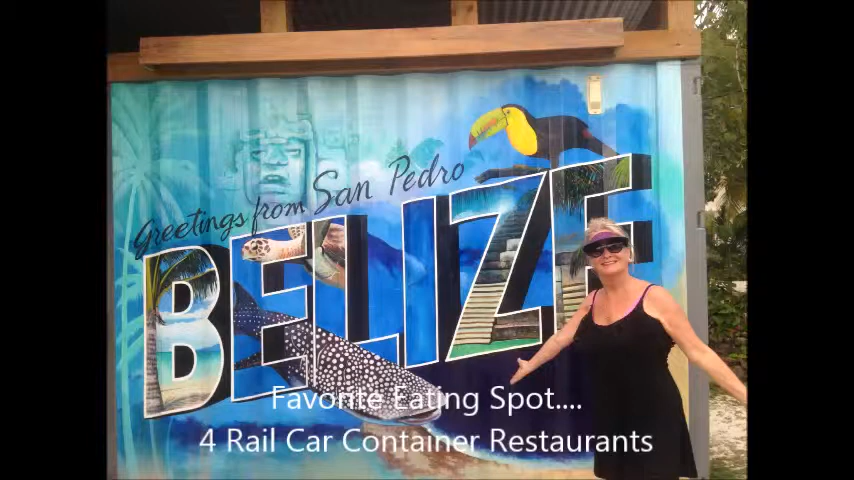 Greetings from San Pedro
BELIZE
Favorite Eating Spot....
4 Rail Car Container Restaurants